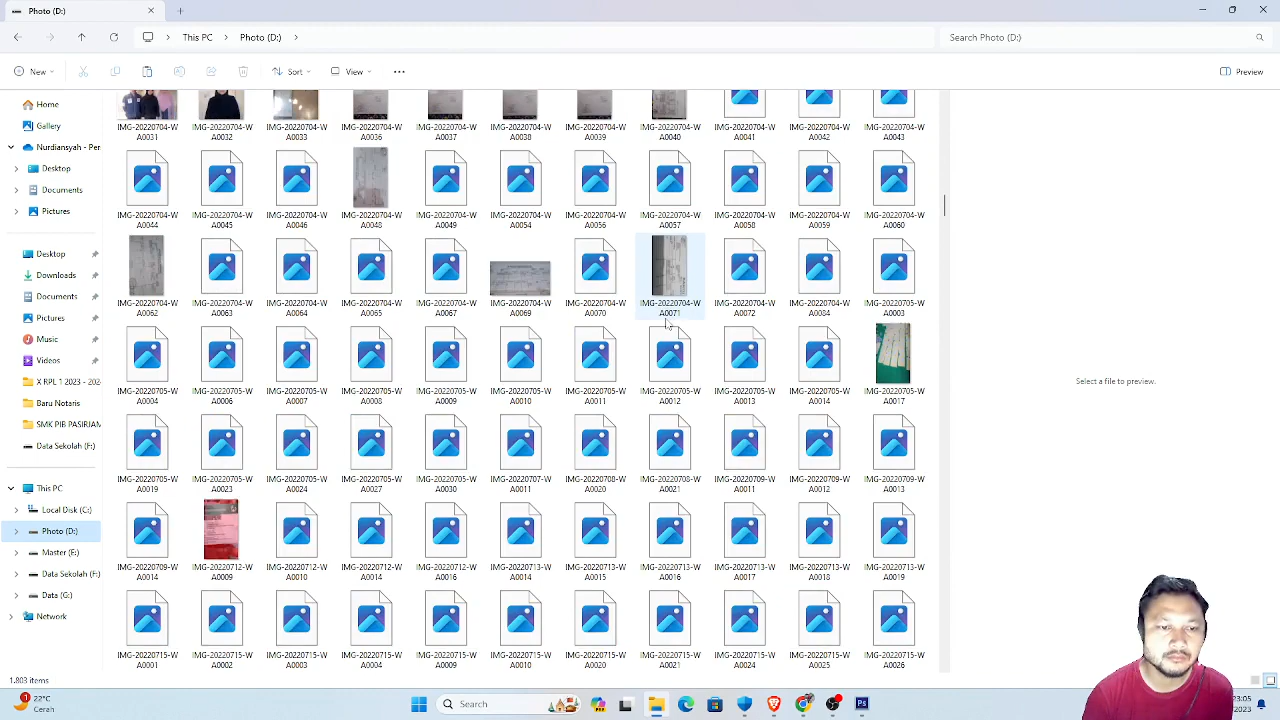 Photo (D:)
This PC
Photo (D:)
Search Photo (D:)
New
Sort
View
Preview
Home
Gallery
Nurdiansyah - Per
Desktop
Documents
Pictures
Desktop
Downloads
Documents
Pictures
Music
Videos
X RPL 1 2023 - 202
Baru Notaris
SMK PIB PASIRJAM
Data Sekolah (F:)
This PC
Local Disk (C:)
Photo (D:)
Master (E:)
Data Sekolah (F:)
Data (G:)
Network
IMG-20220704-WA0031
IMG-20220704-WA0032
IMG-20220704-WA0033
IMG-20220704-WA0036
IMG-20220704-WA0037
IMG-20220704-WA0038
IMG-20220704-WA0039
IMG-20220704-WA0040
IMG-20220704-WA0041
IMG-20220704-WA0042
IMG-20220704-WA0043
IMG-20220704-WA0044
IMG-20220704-WA0045
IMG-20220704-WA0046
IMG-20220704-WA0048
IMG-20220704-WA0049
IMG-20220704-WA0054
IMG-20220704-WA0056
IMG-20220704-WA0057
IMG-20220704-WA0058
IMG-20220704-WA0059
IMG-20220704-WA0060
IMG-20220704-WA0062
IMG-20220704-WA0063
IMG-20220704-WA0064
IMG-20220704-WA0065
IMG-20220704-WA0067
IMG-20220704-WA0069
IMG-20220704-WA0070
IMG-20220704-WA0071
IMG-20220704-WA0072
IMG-20220704-WA0084
IMG-20220705-WA0003
IMG-20220705-WA0004
IMG-20220705-WA0006
IMG-20220705-WA0007
IMG-20220705-WA0008
IMG-20220705-WA0009
IMG-20220705-WA0010
IMG-20220705-WA0011
IMG-20220705-WA0012
IMG-20220705-WA0013
IMG-20220705-WA0014
IMG-20220705-WA0017
IMG-20220705-WA0019
IMG-20220705-WA0023
IMG-20220705-WA0024
IMG-20220705-WA0027
IMG-20220705-WA0030
IMG-20220707-WA0011
IMG-20220708-WA0020
IMG-20220708-WA0021
IMG-20220709-WA0011
IMG-20220709-WA0012
IMG-20220709-WA0013
IMG-20220709-WA0014
IMG-20220712-WA0009
IMG-20220712-WA0010
IMG-20220712-WA0014
IMG-20220712-WA0016
IMG-20220713-WA0014
IMG-20220713-WA0015
IMG-20220713-WA0016
IMG-20220713-WA0017
IMG-20220713-WA0018
IMG-20220713-WA0019
IMG-20220715-WA0001
IMG-20220715-WA0002
IMG-20220715-WA0003
IMG-20220715-WA0004
IMG-20220715-WA0009
IMG-20220715-WA0010
IMG-20220715-WA0020
IMG-20220715-WA0021
IMG-20220715-WA0024
IMG-20220715-WA0025
IMG-20220715-WA0026
Select a file to preview.
1.803 items
22°C
Cerah
Search
Ps
23:05
2023